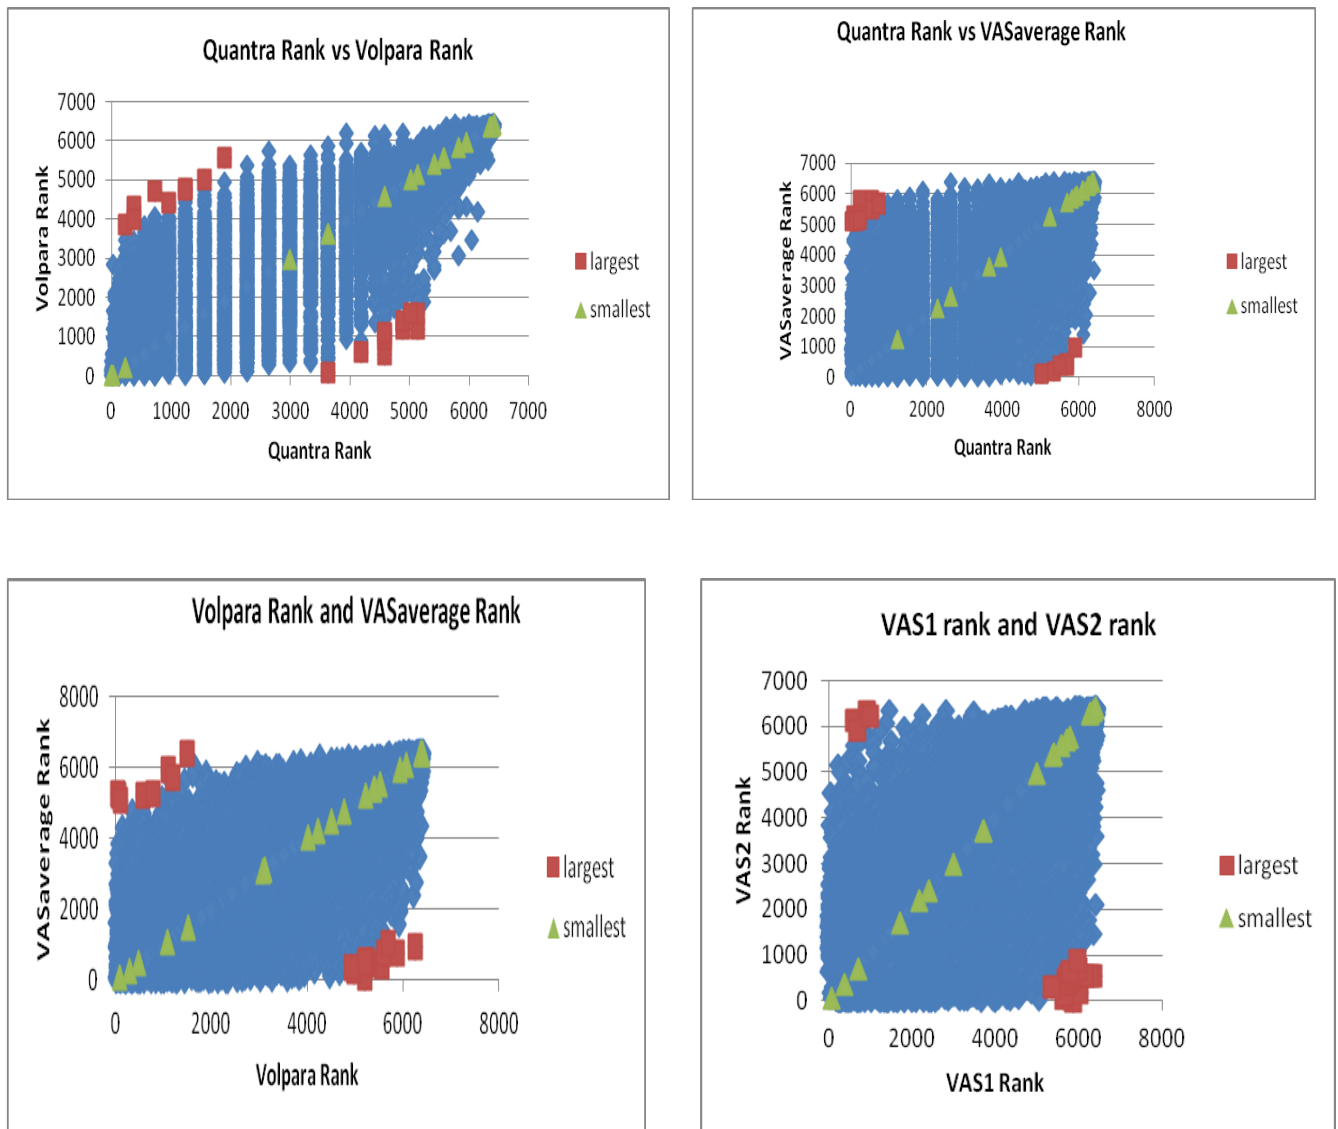 Quantra Rank vs Volpara Rank
7000
6000
5000
4000
3000
2000
1000
0
Volpara Rank
0 1000 2000 3000 4000 5000 6000 7000
Quantra Rank
largest
smallest
Quantra Rank vs VASaverage Rank
7000
6000
5000
4000
3000
2000
1000
0
VASaverage Rank
0 2000 4000 6000 8000
Quantra Rank
largest
smallest
Volpara Rank and VASaverage Rank
8000
6000
4000
2000
0
VASaverage Rank
0 2000 4000 6000 8000
Volpara Rank
largest
smallest
VAS1 rank and VAS2 rank
7000
6000
5000
4000
3000
2000
1000
0
VAS2 Rank
0 2000 4000 6000 8000
VAS1 Rank
largest
smallest